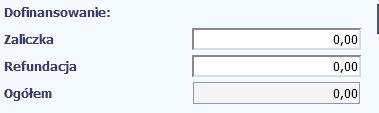 Dofinansowanie:
Zaliczka 0,00
Refundacja 0,00
Ogółem 0,00